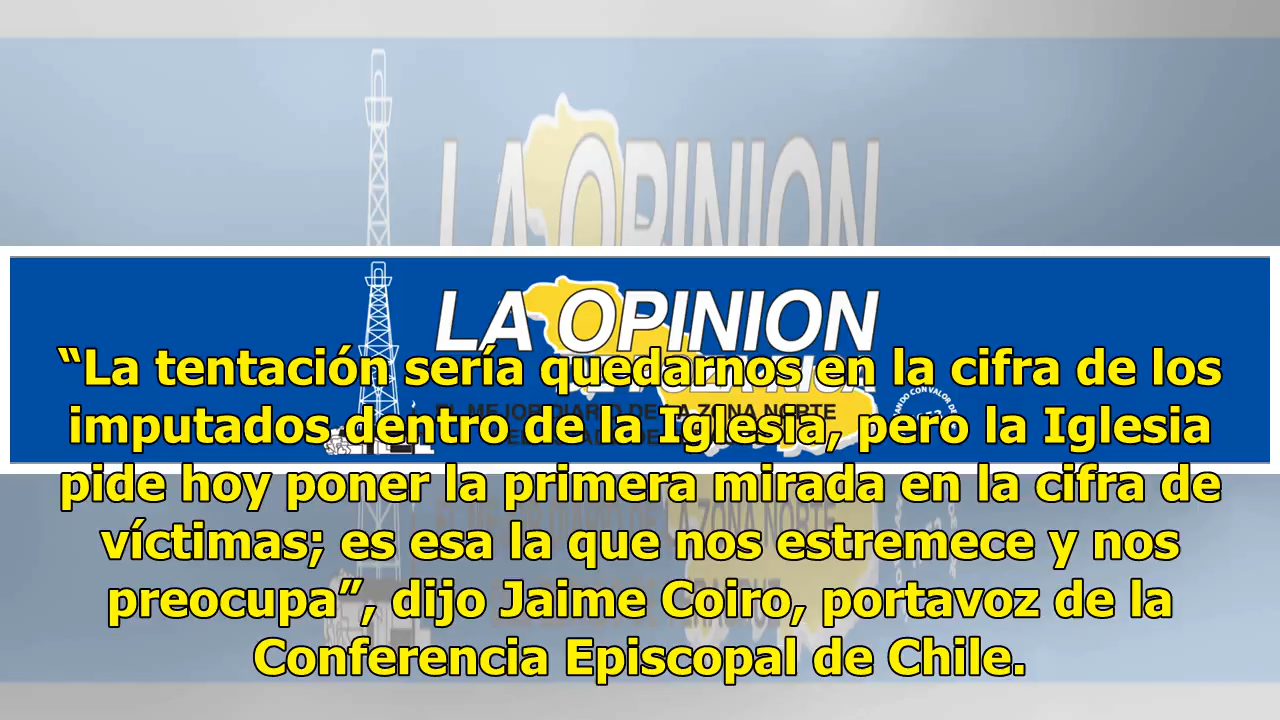 LA OPINION
LA OPINION
“La tentación sería quedarnos en la cifra de los
imputados dentro de la Iglesia, pero la Iglesia
pide hoy poner la primera mirada en la cifra de
víctimas; es esa la que nos estremece y nos
preocupa”, dijo Jaime Coiro, portavoz de la
Conferencia Episcopal de Chile.